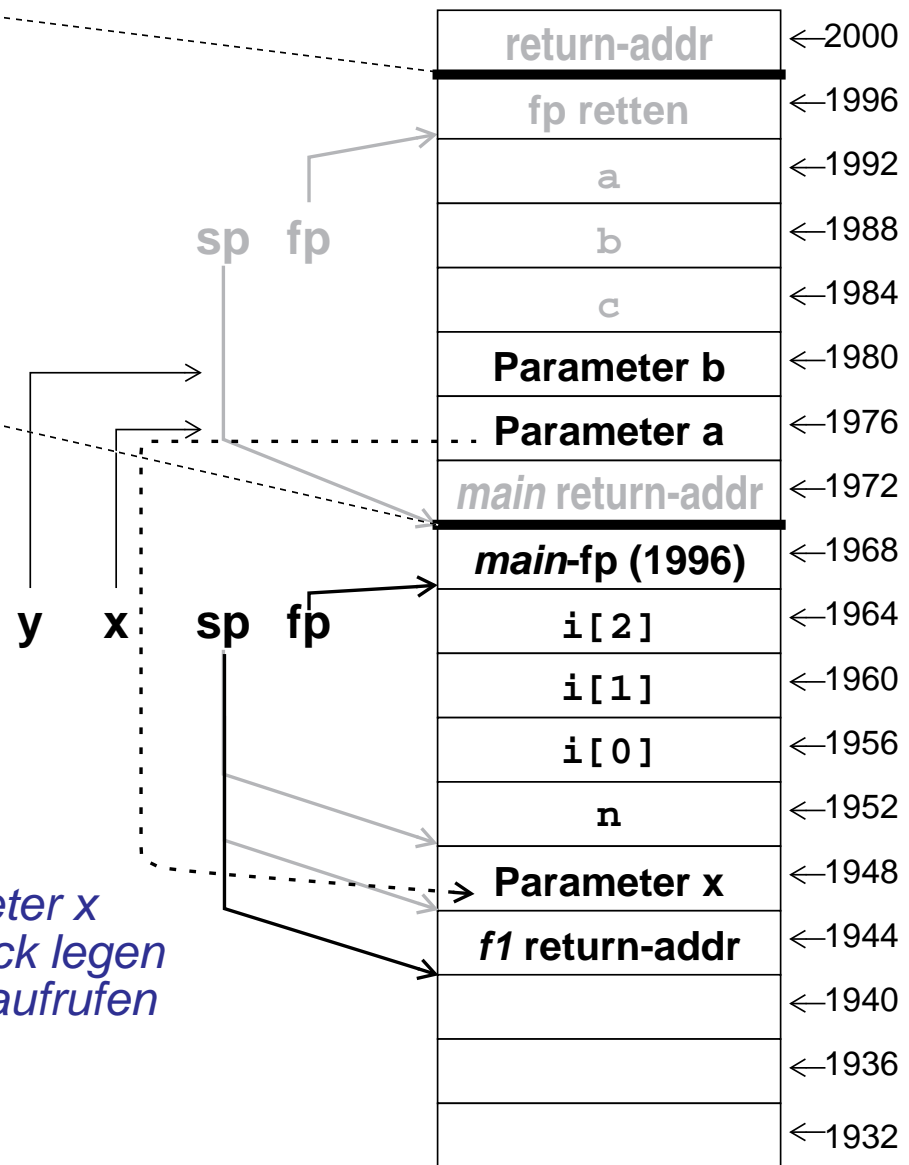 return-addr ←2000
fp retten ←1996
a ←1992
sp fp b ←1988
c ←1984
Parameter b ←1980
Parameter a ←1976
main return-addr ←1972
main-fp (1996) ←1968
y x sp fp i[2] ←1964
i[1] ←1960
i[0] ←1956
n ←1952
Parameter x ←1948
eter x
ck legen
aufrufen
f1 return-addr ←1944
←1940
←1936
←1932